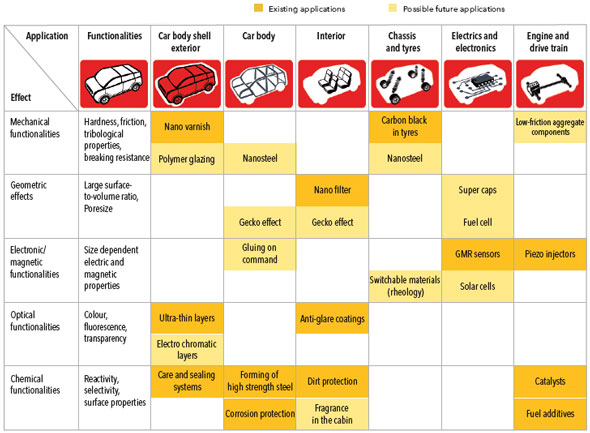 Existing applications
Possible future applications
Application
Effect
Functionalities
Car body shell
exterior
Car body
Interior
Chassis
and tyres
Electrics and
electronics
Engine and
drive train
Mechanical
functionalities
Hardness, friction,
tribological
properties,
breaking resistance
Nano varnish
Polymer glazing
Nanosteel
Carbon black
in tyres
Nanosteel
Low-friction aggregate
components
Geometric
effects
Large surface-
to-volume ratio,
Poresize
Nano filter
Super caps
Gecko effect
Gecko effect
Fuel cell
Electronic/
magnetic
functionalities
Size dependent
electric and
magnetic
properties
Gluing on
command
GMR sensors
Piezo injectors
Switchable materials
(rheology)
Solar cells
Optical
functionalities
Colour,
fluorescence,
transparency
Ultra-thin layers
Anti-glare coatings
Electro chromatic
layers
Chemical
functionalities
Reactivity,
selectivity,
surface properties
Care and sealing
systems
Forming of
high strength steel
Dirt protection
Catalysts
Corrosion protection
Fragrance
in the cabin
Fuel additives